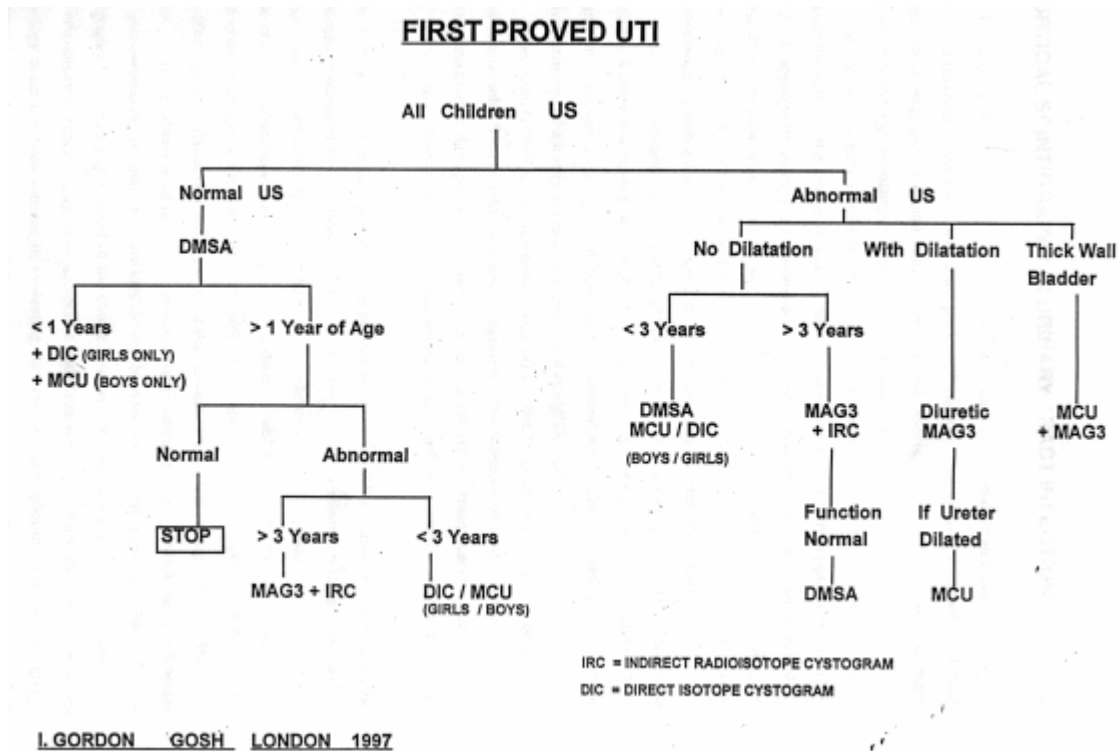 FIRST PROVED UTI
All Children US
Normal US
Abnormal US
DMSA
No Dilatation
With Dilatation
Thick Wall
Bladder
< 1 Years
+ DIC (GIRLS ONLY)
+ MCU (BOYS ONLY)
> 1 Year of Age
< 3 Years
> 3 Years
DMSA
MCU / DIC
(BOYS / GIRLS)
MAG3
+ IRC
Diuretic
MAG3
MCU
+ MAG3
Normal
Abnormal
STOP
> 3 Years
< 3 Years
MAG3 + IRC
DIC / MCU
(GIRLS / BOYS)
Function
Normal
If Ureter
Dilated
DMSA
MCU
IRC = INDIRECT RADIOISOTOPE CYSTOGRAM
DIC = DIRECT ISOTOPE CYSTOGRAM
I. GORDON GOSH LONDON 1997